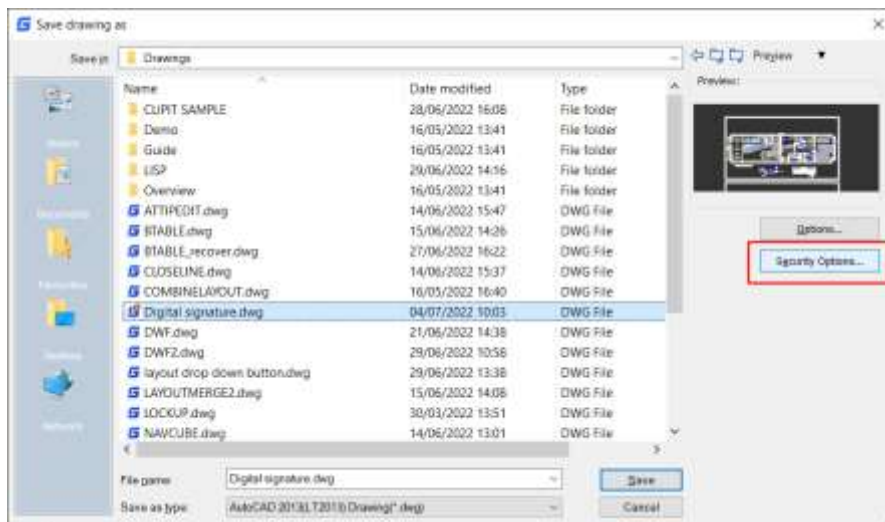 Save drawing as
Save in Drawings Preview
Name Date modified Type Preview:
CLIPIT SAMPLE 28/06/2022 16:08 File folder
Demo 16/05/2022 13:41 File folder
Guide 16/05/2022 13:41 File folder
LISP 29/06/2022 14:16 File folder
Overview 16/05/2022 13:41 File folder
ATTIPEDIT.dwg 14/06/2022 15:47 DWG File
BTABLE.dwg 15/06/2022 14:26 DWG File Options...
BTABLE_recover.dwg 27/06/2022 16:22 DWG File
CLOSELINE.dwg 14/06/2022 15:37 DWG File Security Options...
COMBINELAYOUT.dwg 16/05/2022 16:40 DWG File
Digital signature.dwg 04/07/2022 10:03 DWG File
DWF.dwg 21/06/2022 14:38 DWG File
DWF2.dwg 29/06/2022 10:58 DWG File
layout drop down button.dwg 29/06/2022 13:38 DWG File
LAYOUTMERGE2.dwg 15/06/2022 14:08 DWG File
LOCKUP.dwg 30/03/2022 13:51 DWG File
NAVCUBE.dwg 14/06/2022 13:01 DWG File
File name: Digital signature.dwg Save
Save as type: AutoCAD 2013(LT2013) Drawing(*.dwg) Cancel